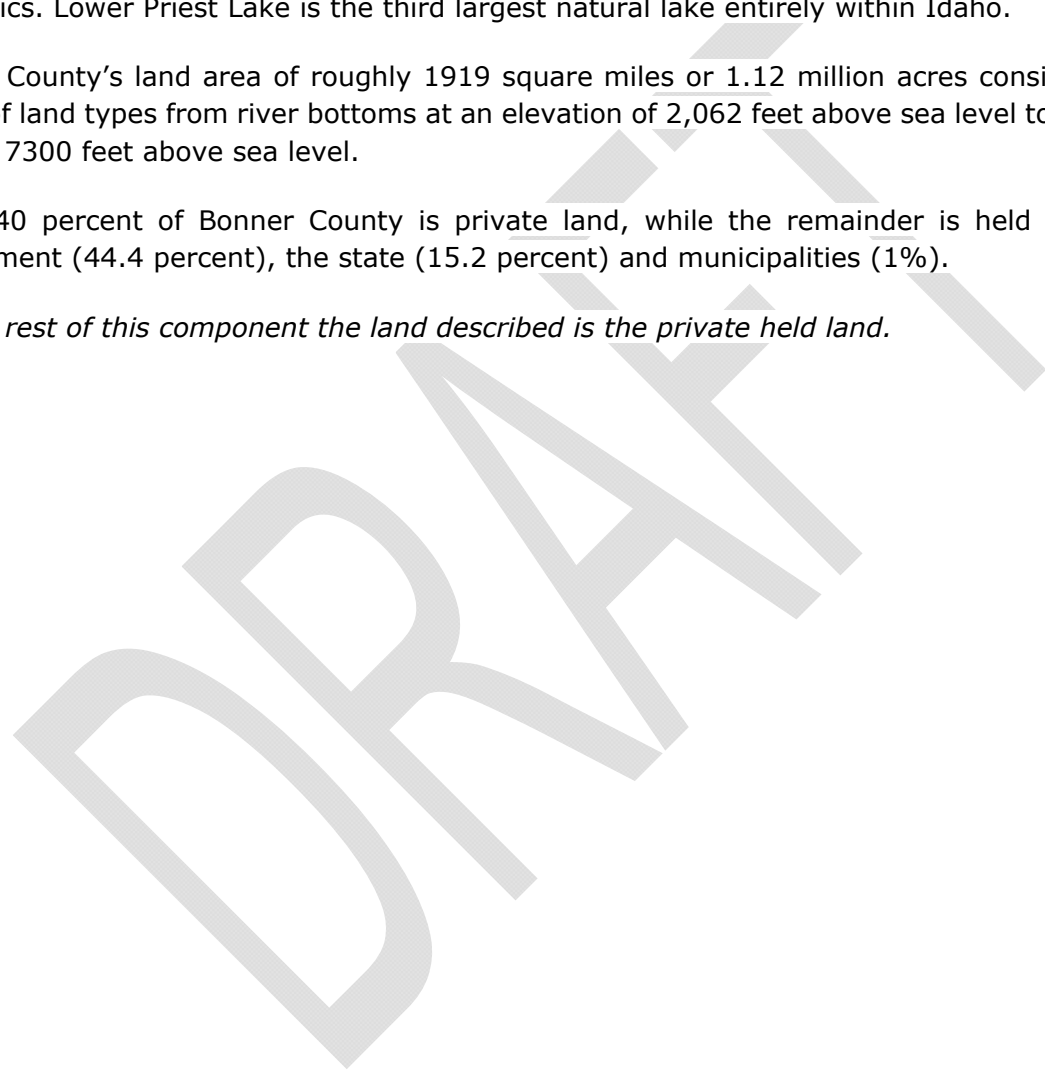 ics. Lower Priest Lake is the third largest natural lake entirely within Idaho.
County’s land area of roughly 1919 square miles or 1.12 million acres consi
f land types from river bottoms at an elevation of 2,062 feet above sea level to
7300 feet above sea level.
40 percent of Bonner County is private land, while the remainder is held
ment (44.4 percent), the state (15.2 percent) and municipalities (1%).
rest of this component the land described is the private held land.
DRAFT